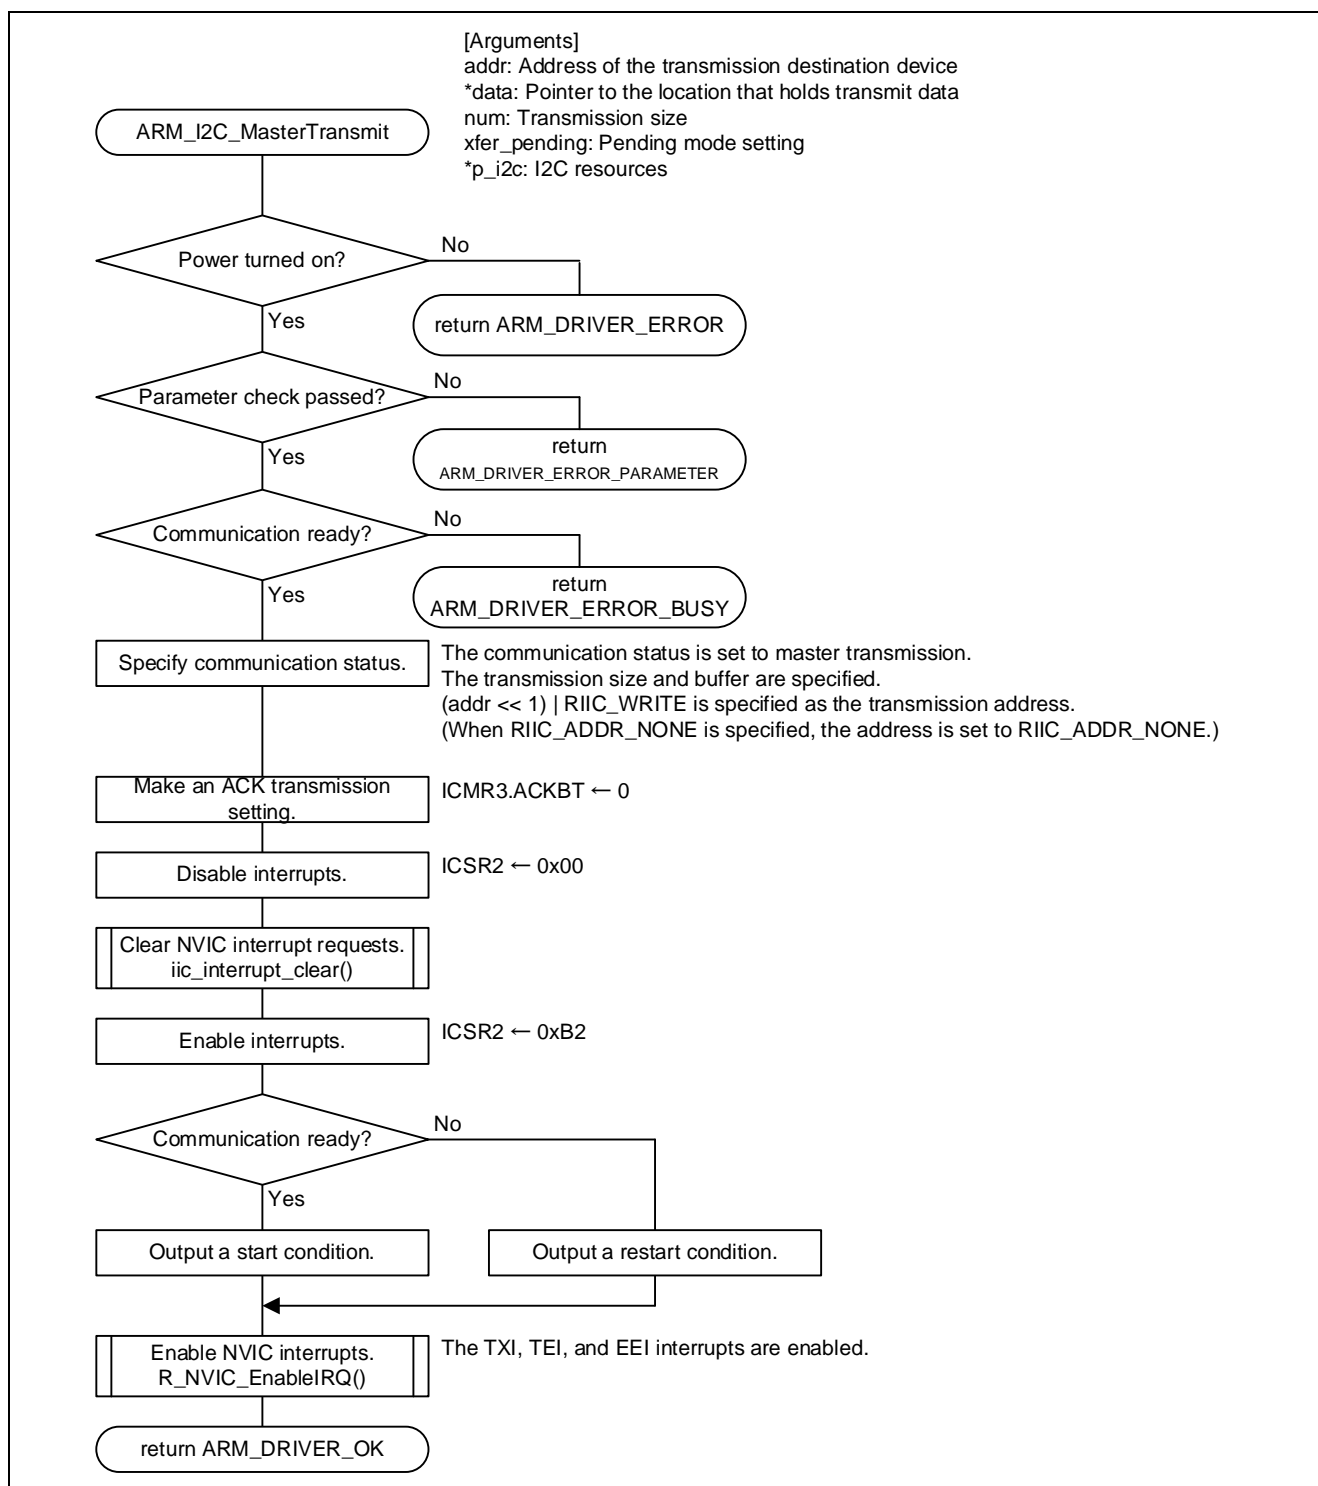 [Arguments]
addr: Address of the transmission destination device
*data: Pointer to the location that holds transmit data
num: Transmission size
xfer_pending: Pending mode setting
*p_i2c: I2C resources
ARM_I2C_MasterTransmit
Power turned on?
No
return ARM_DRIVER_ERROR
Yes
Parameter check passed?
No
return
ARM_DRIVER_ERROR_PARAMETER
Yes
Communication ready?
No
return
ARM_DRIVER_ERROR_BUSY
Yes
Specify communication status.
The communication status is set to master transmission.
The transmission size and buffer are specified.
(addr << 1) | RIIC_WRITE is specified as the transmission address.
(When RIIC_ADDR_NONE is specified, the address is set to RIIC_ADDR_NONE.)
Make an ACK transmission
setting.
ICMR3.ACKBT ← 0
Disable interrupts.
ICSR2 ← 0x00
Clear NVIC interrupt requests.
iic_interrupt_clear()
Enable interrupts.
ICSR2 ← 0xB2
Communication ready?
No
Yes
Output a start condition.
Output a restart condition.
Enable NVIC interrupts.
R_NVIC_EnableIRQ()
The TXI, TEI, and EEI interrupts are enabled.
return ARM_DRIVER_OK